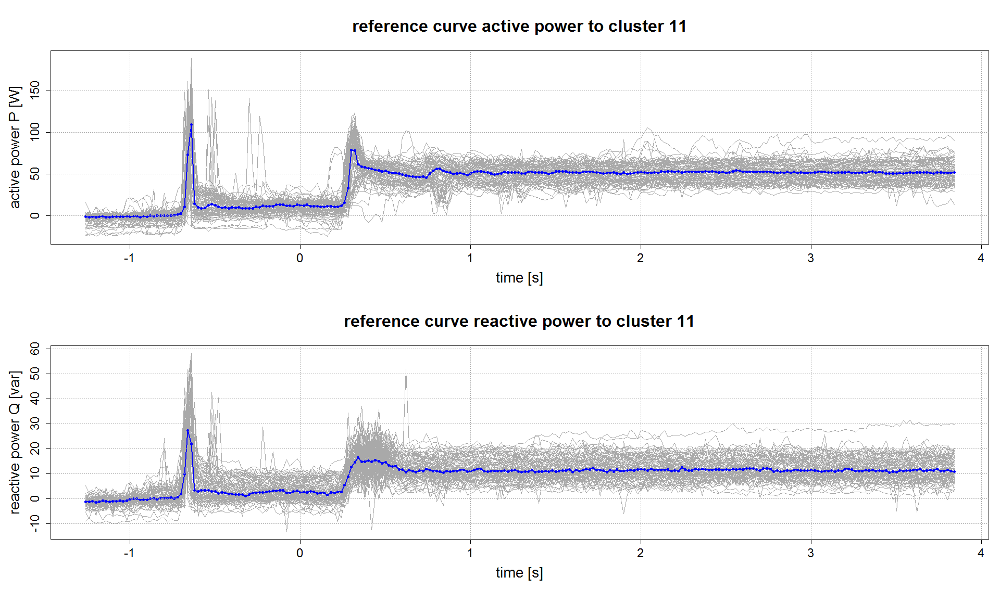 reference curve active power to cluster 11
active power P [W]
150
100
50
0
-1 0 1 2 3 4
time [s]
reference curve reactive power to cluster 11
reactive power Q [var]
60
50
40
30
20
10
0
-10
-1 0 1 2 3 4
time [s]